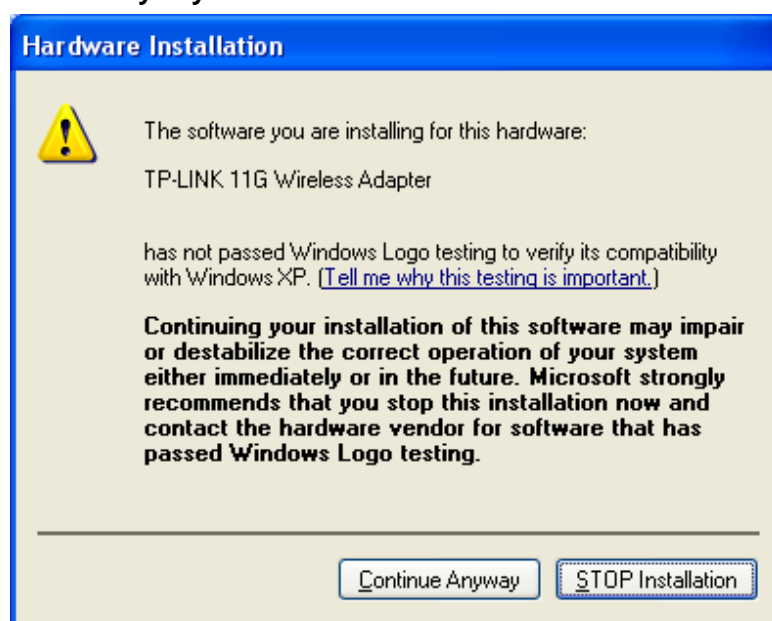 Hardware Installation
The software you are installing for this hardware:
TP-LINK 11G Wireless Adapter
has not passed Windows Logo testing to verify its compatibility
with Windows XP. (Tell me why this testing is important.)
Continuing your installation of this software may impair
or destabilize the correct operation of your system
either immediately or in the future. Microsoft strongly
recommends that you stop this installation now and
contact the hardware vendor for software that has
passed Windows Logo testing.
Continue Anyway
STOP Installation